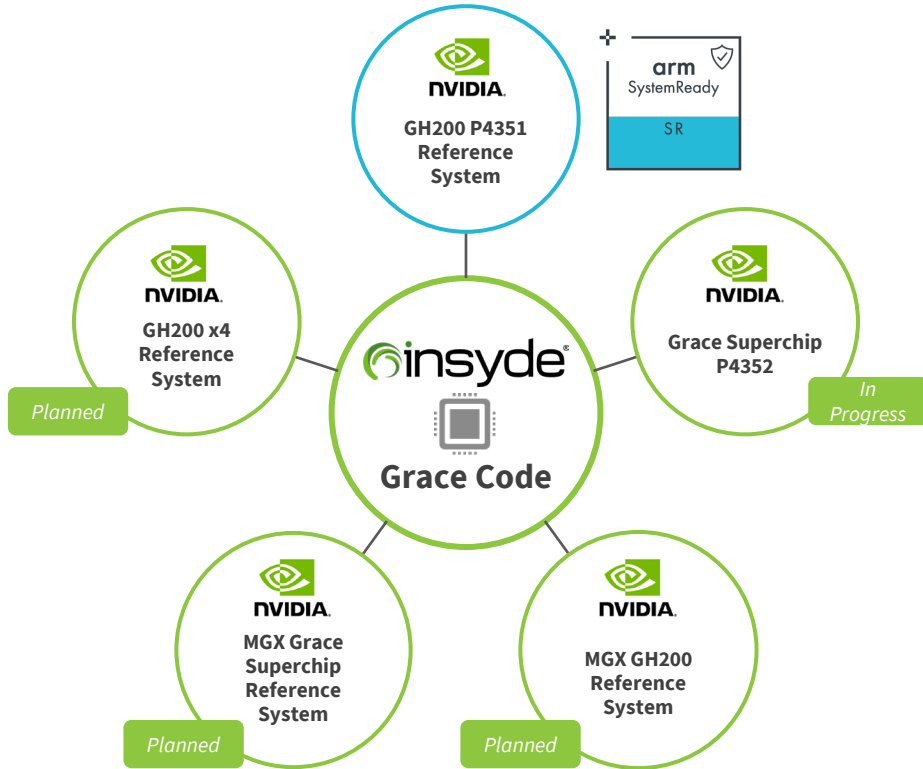 NVIDIA.
GH200 P4351
Reference
System
arm
SystemReady
SR
NVIDIA.
GH200 x4
Reference
System
Planned
NVIDIA.
Grace Superchip
P4352
In
Progress
insyde®
Grace Code
NVIDIA.
MGX Grace
Superchip
Reference
System
Planned
NVIDIA.
MGX GH200
Reference
System
Planned